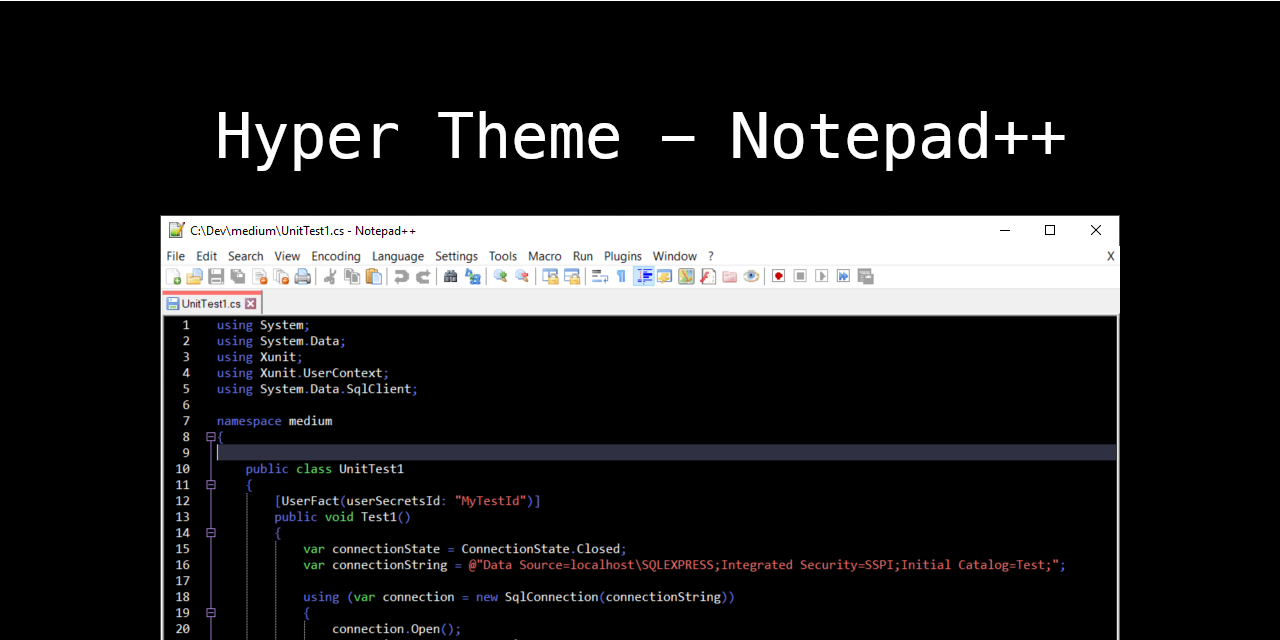 Hyper Theme − Notepad++
C:\Dev\medium\UnitTest1.cs - Notepad++
File Edit Search View Encoding Language Settings Tools Macro Run Plugins Window ? X
UnitTest1.cs
1 using System;
2 using System.Data;
3 using Xunit;
4 using Xunit.UserContext;
5 using System.Data.SqlClient;
6
7 namespace medium
8 {
9
10 public class UnitTest1
11 {
12 [UserFact(userSecretsId: "MyTestId")]
13 public void Test1()
14 {
15 var connectionState = ConnectionState.Closed;
16 var connectionString = @"Data Source=localhost\SQLEXPRESS;Integrated Security=SSPI;Initial Catalog=Test;";
17
18 using (var connection = new SqlConnection(connectionString))
19 {
20 connection.Open();